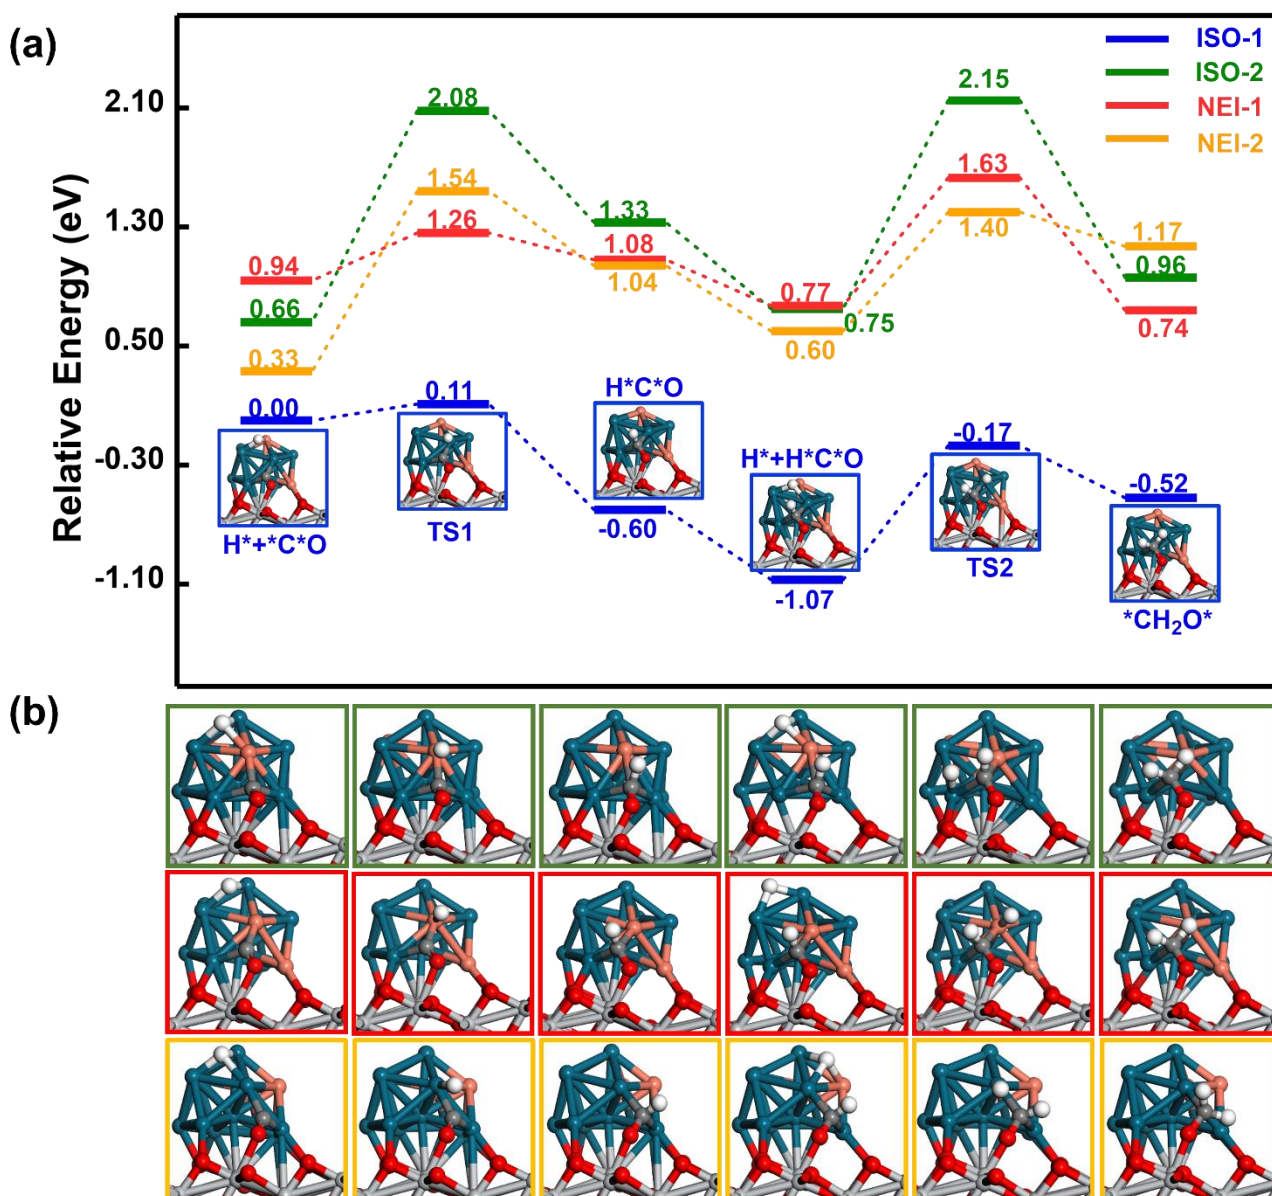 (a)
Relative Energy (eV)
2.10
1.30
0.50
-0.30
-1.10
ISO-1
ISO-2
NEI-1
NEI-2
2.08
2.15
1.54
1.63
1.26
1.33
1.40
1.17
1.08
0.94
1.04
0.96
0.77
0.66
0.75
0.74
0.60
0.33
0.00
0.11
H*C*O
H*+H*C*O
-0.17
-0.52
H*+*C*O
TS1
-0.60
TS2
-1.07
*CH₂O*
(b)